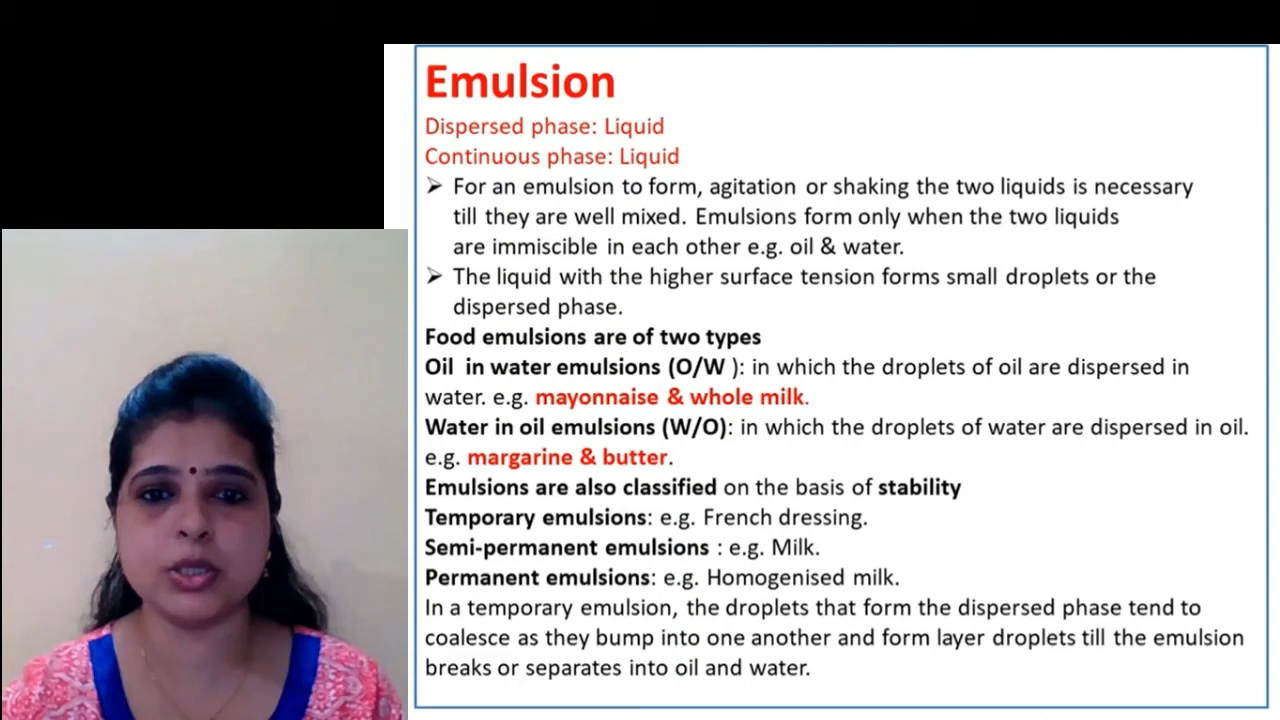 Emulsion
Dispersed phase: Liquid
Continuous phase: Liquid
➢ For an emulsion to form, agitation or shaking the two liquids is necessary
till they are well mixed. Emulsions form only when the two liquids
are immiscible in each other e.g. oil & water.
➢ The liquid with the higher surface tension forms small droplets or the
dispersed phase.
Food emulsions are of two types
Oil in water emulsions (O/W ): in which the droplets of oil are dispersed in
water. e.g. mayonnaise & whole milk.
Water in oil emulsions (W/O): in which the droplets of water are dispersed in oil.
e.g. margarine & butter.
Emulsions are also classified on the basis of stability
Temporary emulsions: e.g. French dressing.
Semi-permanent emulsions : e.g. Milk.
Permanent emulsions: e.g. Homogenised milk.
In a temporary emulsion, the droplets that form the dispersed phase tend to
coalesce as they bump into one another and form layer droplets till the emulsion
breaks or separates into oil and water.